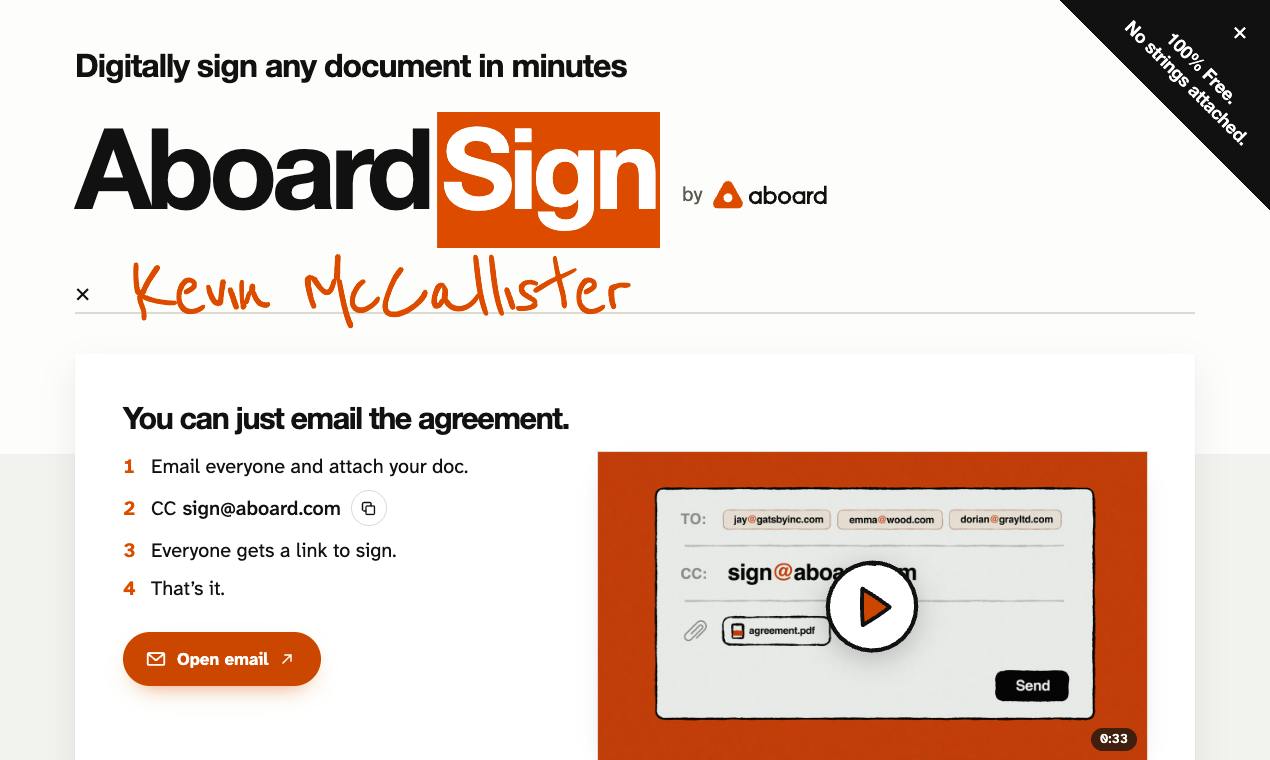 Digitally sign any document in minutes
100% Free.
No strings attached.
AboardSign by aboard
× Kevin McCallister
You can just email the agreement.
1 Email everyone and attach your doc.
2 CC sign@aboard.com
3 Everyone gets a link to sign.
4 That’s it.
Open email
TO: jay@gatsbyinc.com emma@wood.com dorian@grayltd.com
CC:
agreement.pdf
Send
0:33